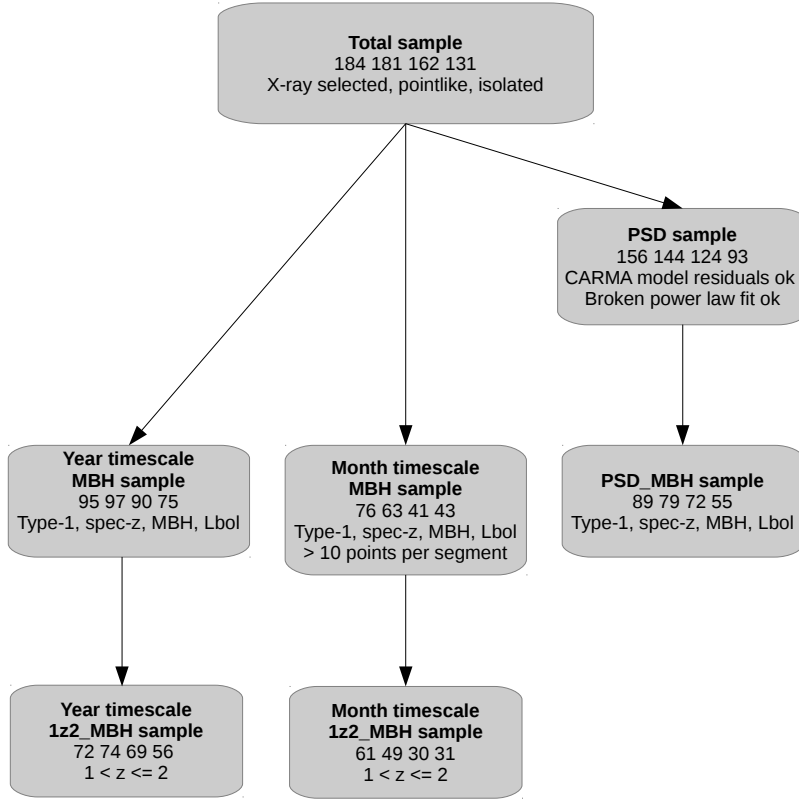 Total sample
184 181 162 131
X-ray selected, pointlike, isolated
PSD sample
156 144 124 93
CARMA model residuals ok
Broken power law fit ok
Year timescale
MBH sample
95 97 90 75
Type-1, spec-z, MBH, Lbol
Month timescale
MBH sample
76 63 41 43
Type-1, spec-z, MBH, Lbol
> 10 points per segment
PSD_MBH sample
89 79 72 55
Type-1, spec-z, MBH, Lbol
Year timescale
1z2_MBH sample
72 74 69 56
1 < z <= 2
Month timescale
1z2_MBH sample
61 49 30 31
1 < z <= 2